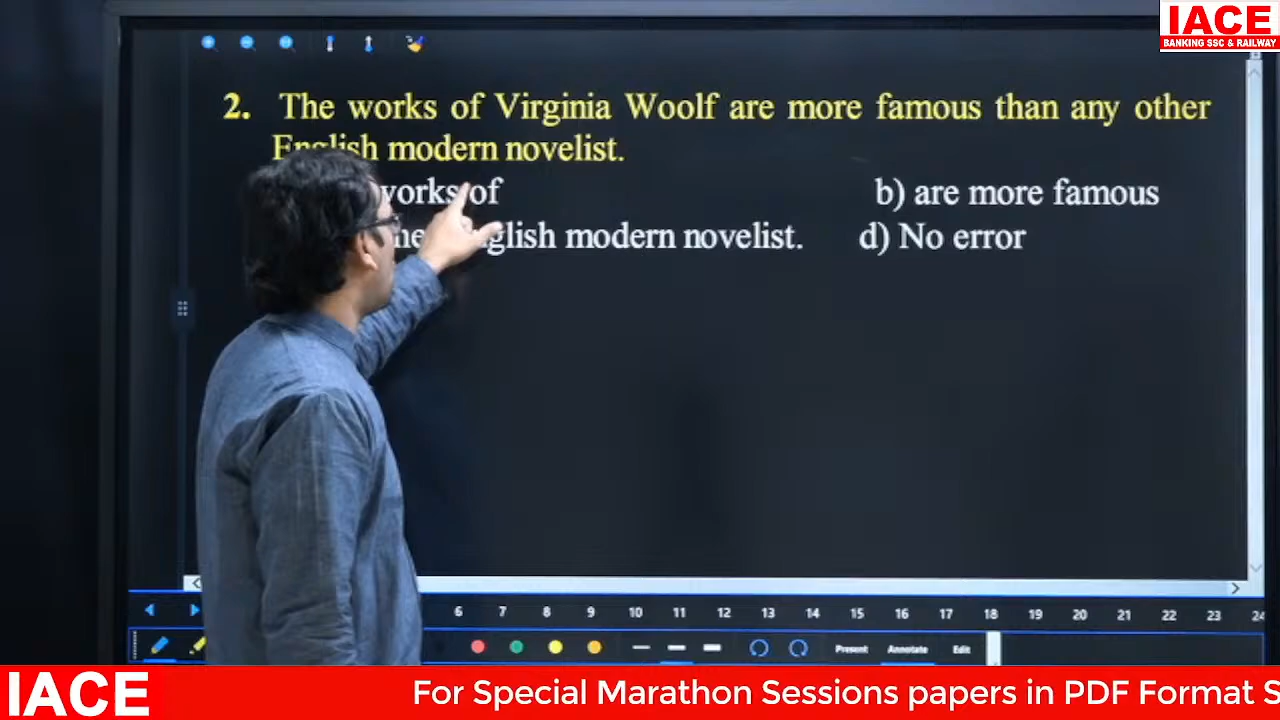 IACE
BANKING SSC & RAILWAY
2. The works of Virginia Woolf are more famous than any other
English modern novelist.
works of
b) are more famous
English modern novelist.
d) No error
6 7 8 9 10 11 12 13 14 15 16 17 18 19 20 21 22 23 24
Present Annotate Edit
IACE
For Special Marathon Sessions papers in PDF Format S